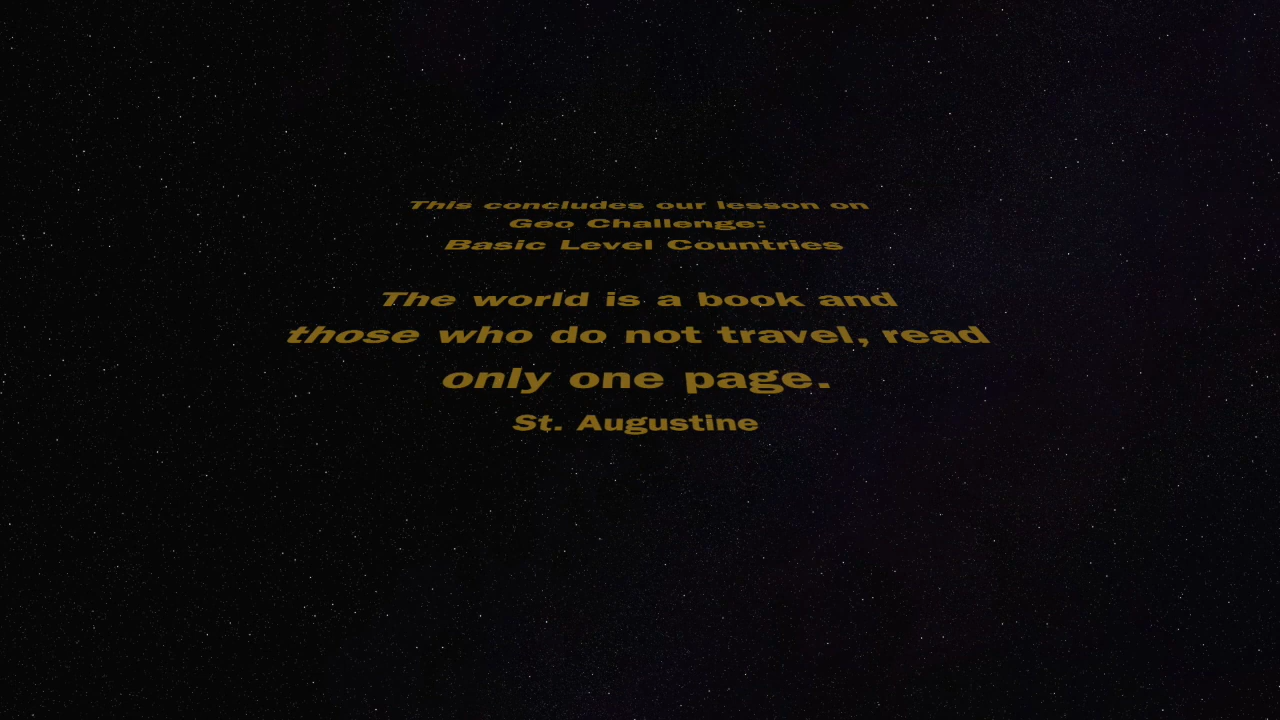 This concludes our lesson on
Geo Challenge:
Basic Level Countries
The world is a book and
those who do not travel, read
only one page.
St. Augustine